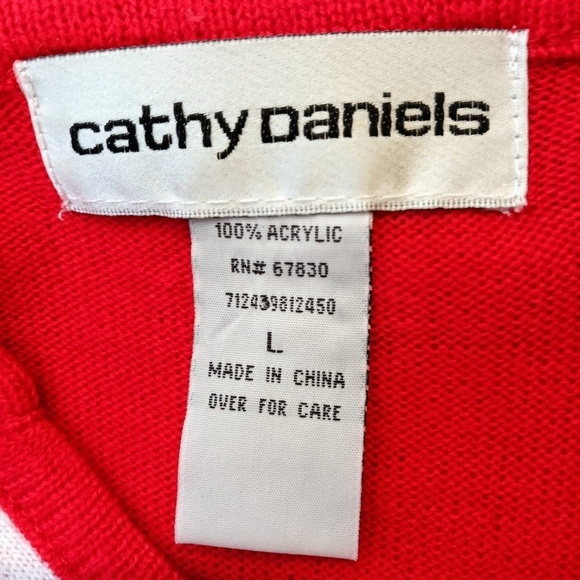 cathy Daniels
100% ACRYLIC
RN# 67830
712439812450
L
MADE IN CHINA
OVER FOR CARE